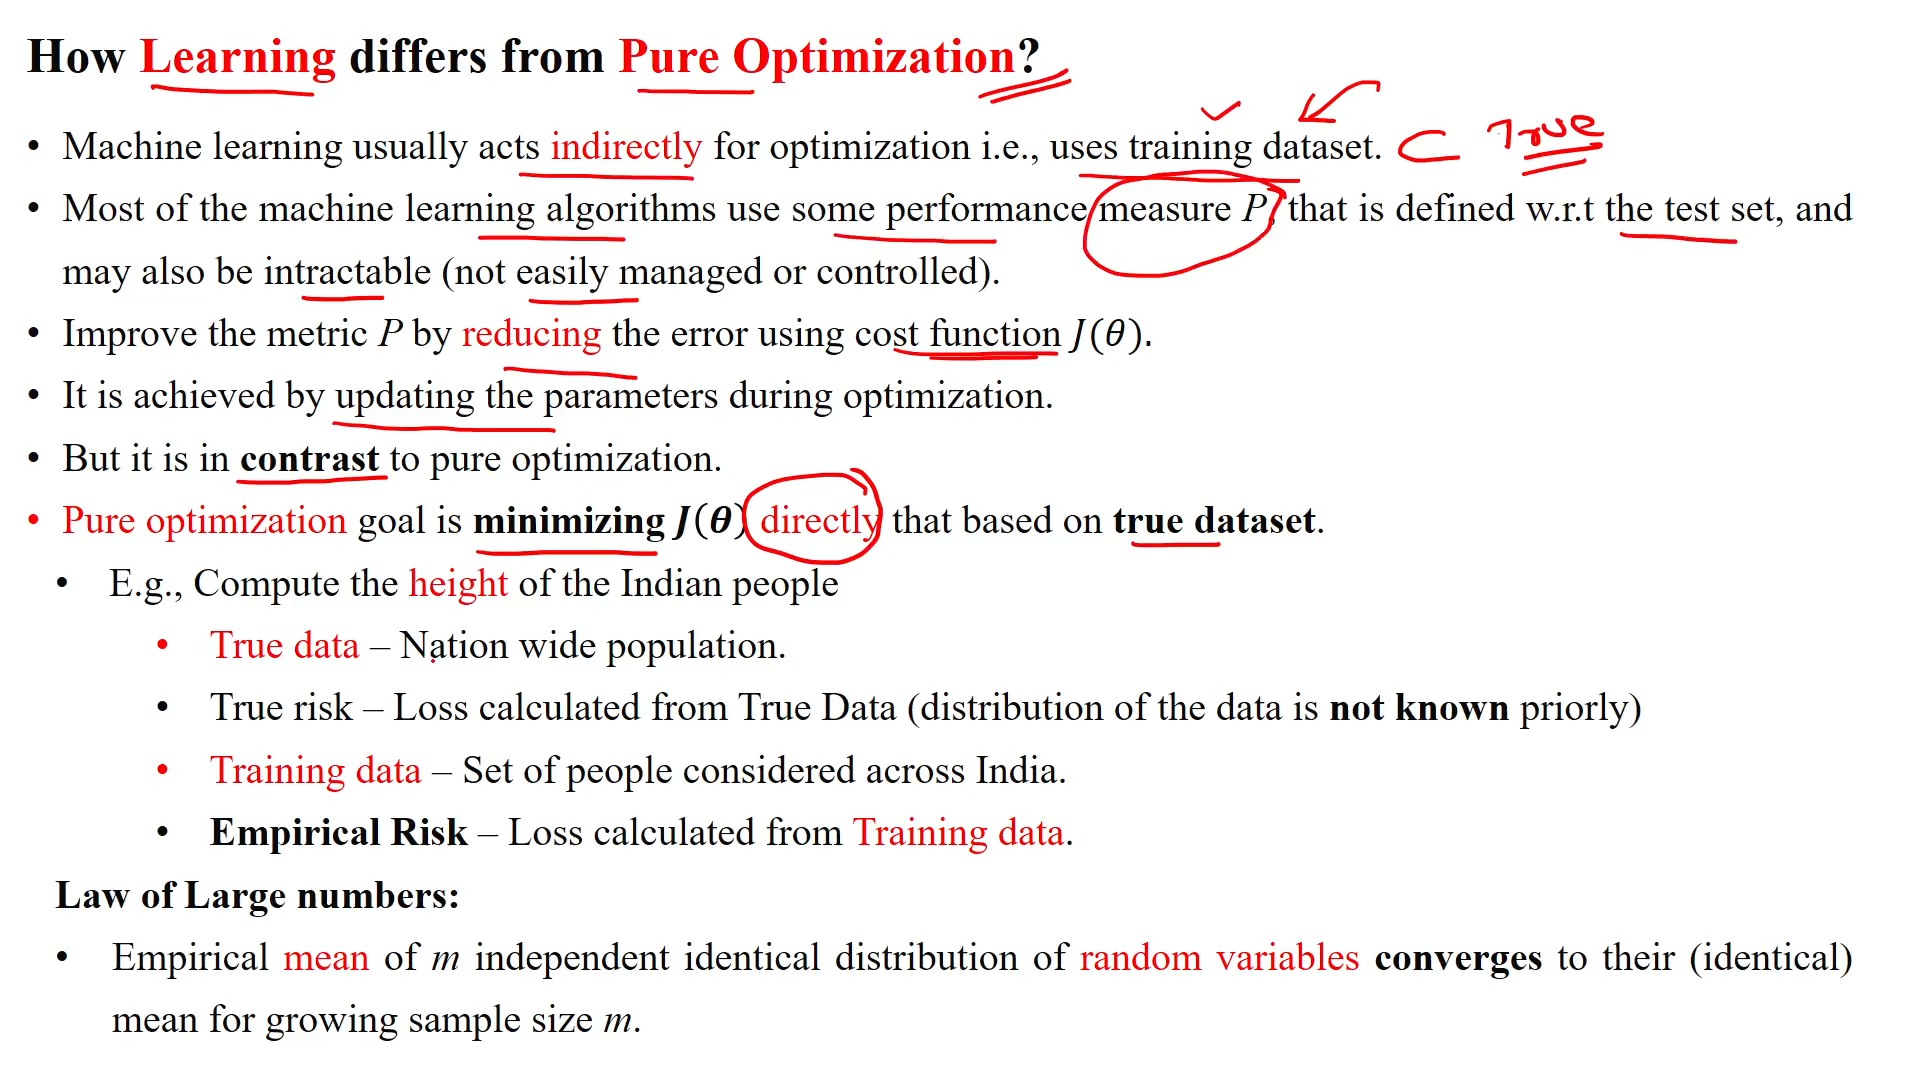 How Learning differs from Pure Optimization?
• Machine learning usually acts indirectly for optimization i.e., uses training dataset. ⊂ True
• Most of the machine learning algorithms use some performance measure P, that is defined w.r.t the test set, and
may also be intractable (not easily managed or controlled).
• Improve the metric P by reducing the error using cost function J(θ).
• It is achieved by updating the parameters during optimization.
• But it is in contrast to pure optimization.
• Pure optimization goal is minimizing J(θ) directly that based on true dataset.
• E.g., Compute the height of the Indian people
• True data – Nation wide population.
• True risk – Loss calculated from True Data (distribution of the data is not known priorly)
• Training data – Set of people considered across India.
• Empirical Risk – Loss calculated from Training data.
Law of Large numbers:
• Empirical mean of m independent identical distribution of random variables converges to their (identical)
mean for growing sample size m.